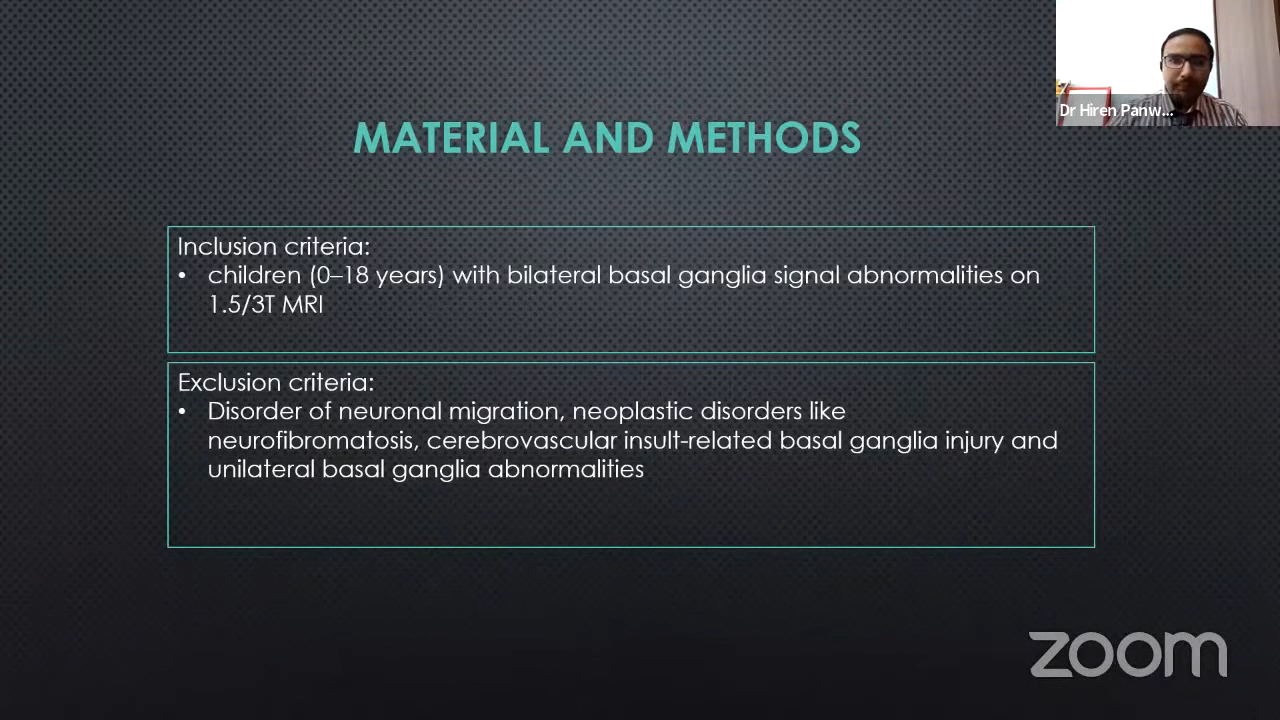 Dr Hiren Panw...
MATERIAL AND METHODS
Inclusion criteria:
• children (0–18 years) with bilateral basal ganglia signal abnormalities on
1.5/3T MRI
Exclusion criteria:
• Disorder of neuronal migration, neoplastic disorders like
neurofibromatosis, cerebrovascular insult-related basal ganglia injury and
unilateral basal ganglia abnormalities
zoom